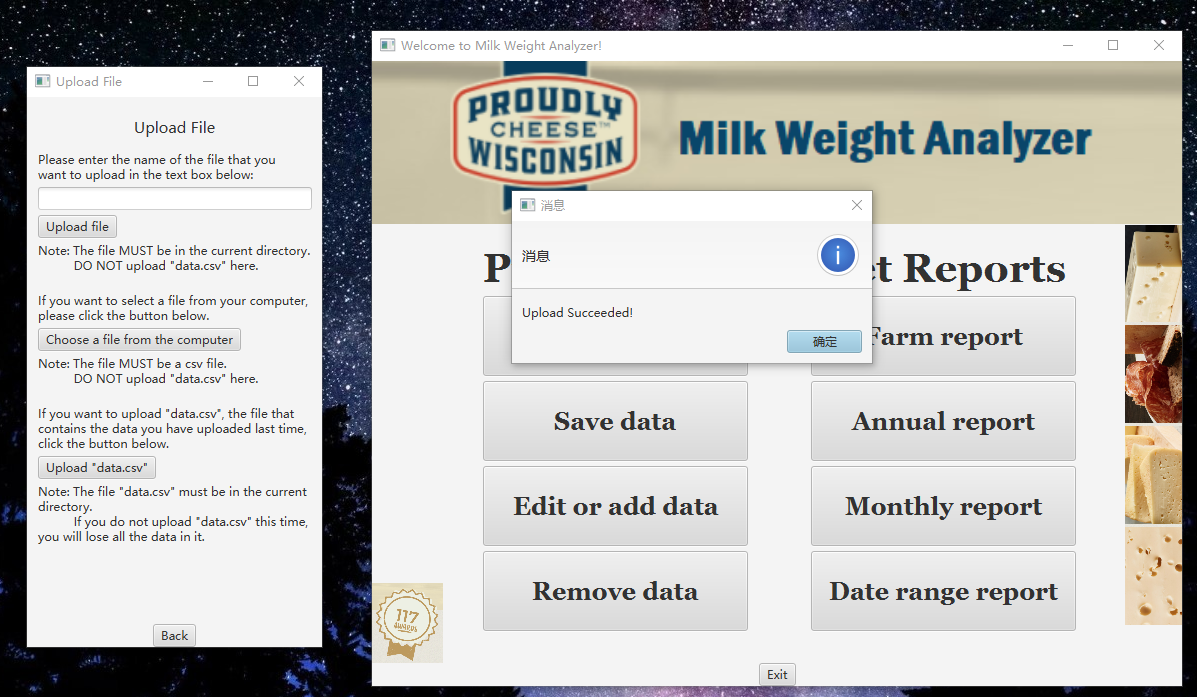 Upload File
Upload File
Please enter the name of the file that you
want to upload in the text box below:
Upload file
Note: The file MUST be in the current directory.
DO NOT upload "data.csv" here.
If you want to select a file from your computer,
please click the button below.
Choose a file from the computer
Note: The file MUST be a csv file.
DO NOT upload "data.csv" here.
If you want to upload "data.csv", the file that
contains the data you have uploaded last time,
click the button below.
Upload "data.csv"
Note: The file "data.csv" must be in the current
directory.
If you do not upload "data.csv" this time,
you will lose all the data in it.
Back
Welcome to Milk Weight Analyzer!
PROUDLY
CHEESE™
WISCONSIN
Milk Weight Analyzer
消息
消息
i
Upload Succeeded!
确定
P
et Reports
Farm report
Save data
Annual report
Edit or add data
Monthly report
Remove data
Date range report
117
AWARDS
Exit